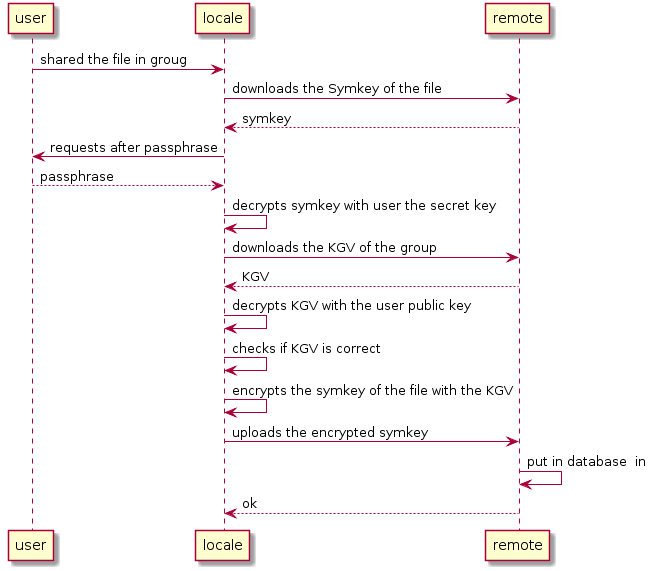 user locale remote
shared the file in groug
downloads the Symkey of the file
symkey
requests after passphrase
passphrase
decrypts symkey with user the secret key
downloads the KGV of the group
KGV
decrypts KGV with the user public key
checks if KGV is correct
encrypts the symkey of the file with the KGV
uploads the encrypted symkey
put in database  in
ok
user locale remote